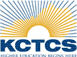 KCTCS
HIGHER EDUCATION BEGINS HERE